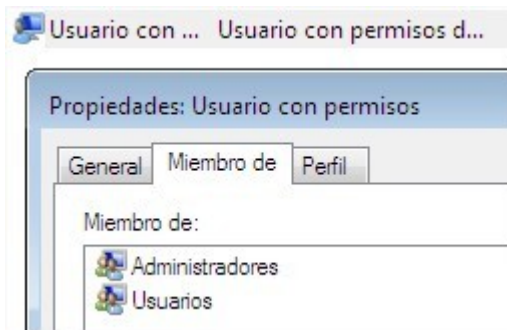 Usuario con ... Usuario con permisos d...
Propiedades: Usuario con permisos
General Miembro de Perfil
Miembro de:
Administradores
Usuarios